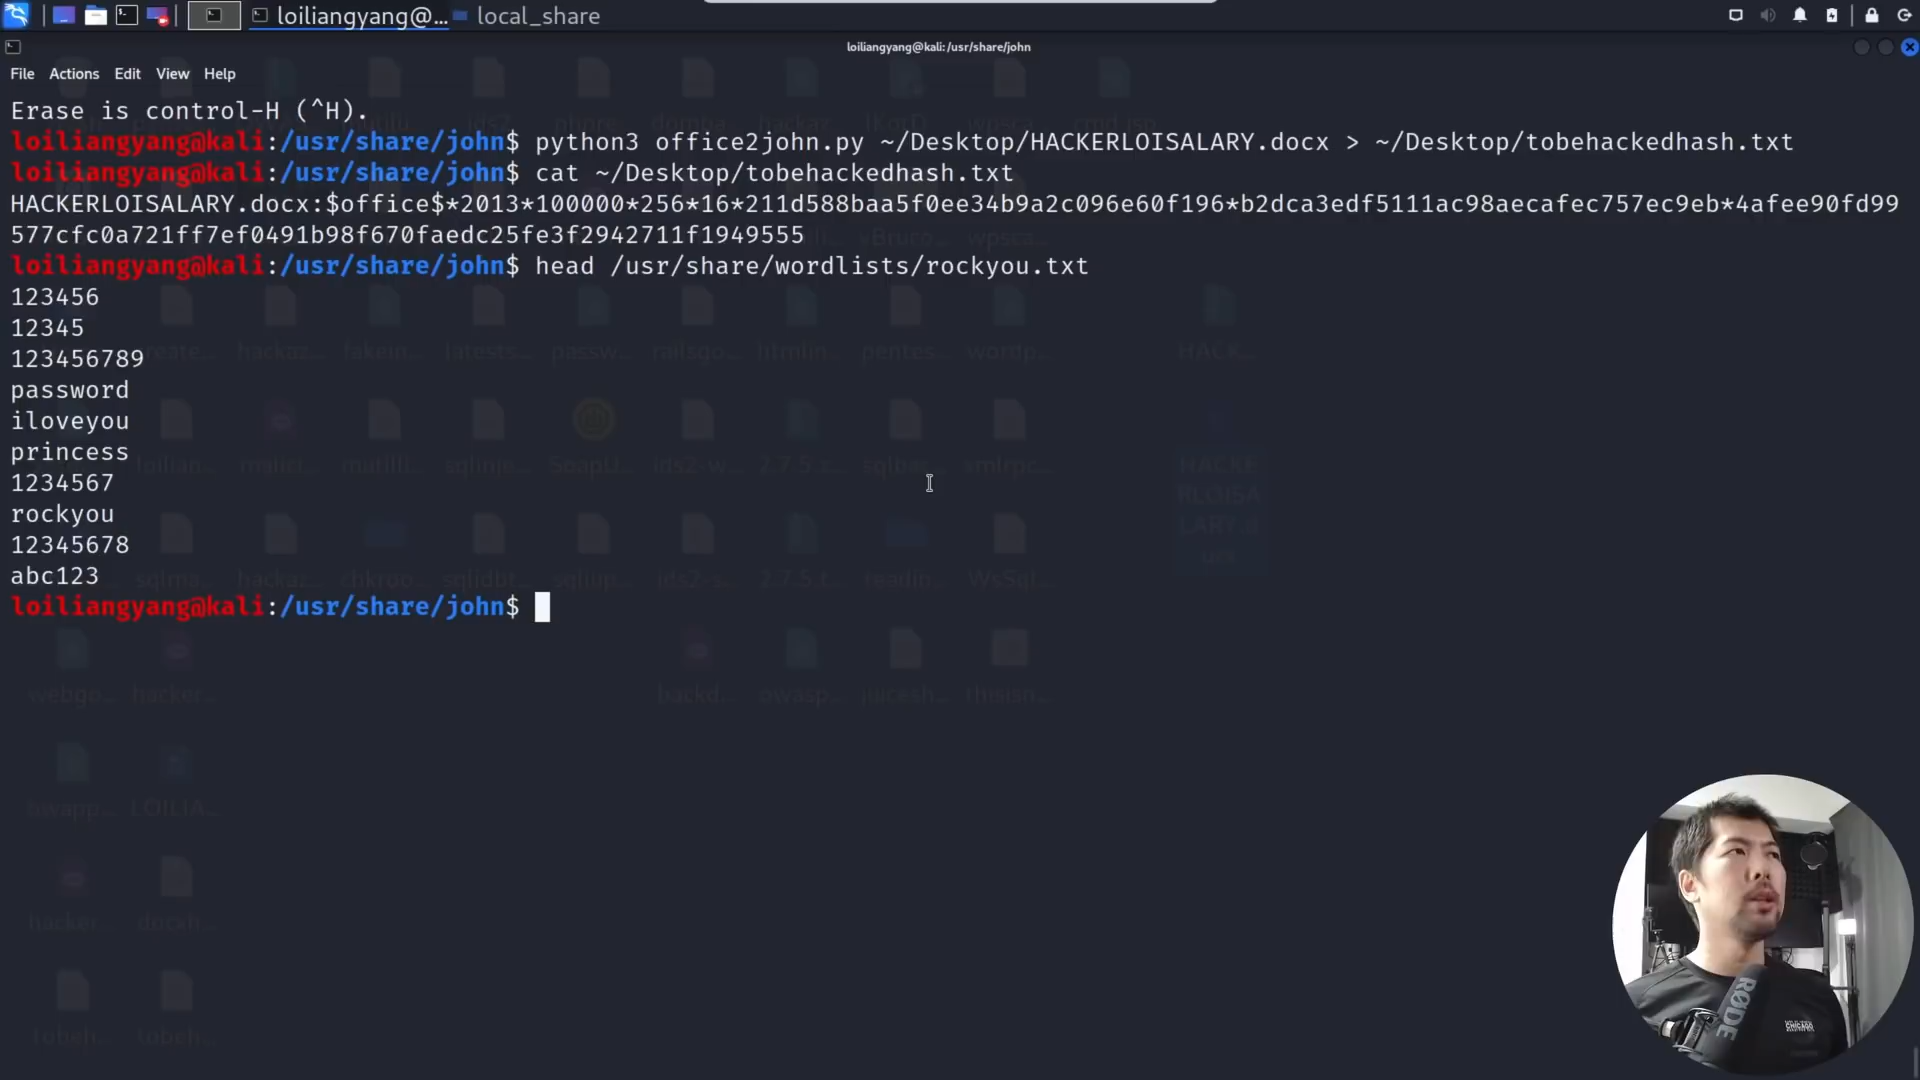 loiliangyang@...
local_share
loiliangyang@kali:/usr/share/john
File Actions Edit View Help
Erase is control-H (^H).
loiliangyang@kali:/usr/share/john$ python3 office2john.py ~/Desktop/HACKERLOISALARY.docx > ~/Desktop/tobehackedhash.txt
loiliangyang@kali:/usr/share/john$ cat ~/Desktop/tobehackedhash.txt
HACKERLOISALARY.docx:$office$*2013*100000*256*16*211d588baa5f0ee34b9a2c096e60f196*b2dca3edf5111ac98aecafec757ec9eb*4afee90fd99
577cfc0a721ff7ef0491b98f670faedc25fe3f2942711f1949555
loiliangyang@kali:/usr/share/john$ head /usr/share/wordlists/rockyou.txt
123456
12345
123456789
password
iloveyou
princess
1234567
rockyou
12345678
abc123
loiliangyang@kali:/usr/share/john$
RØDE
CHICAGO